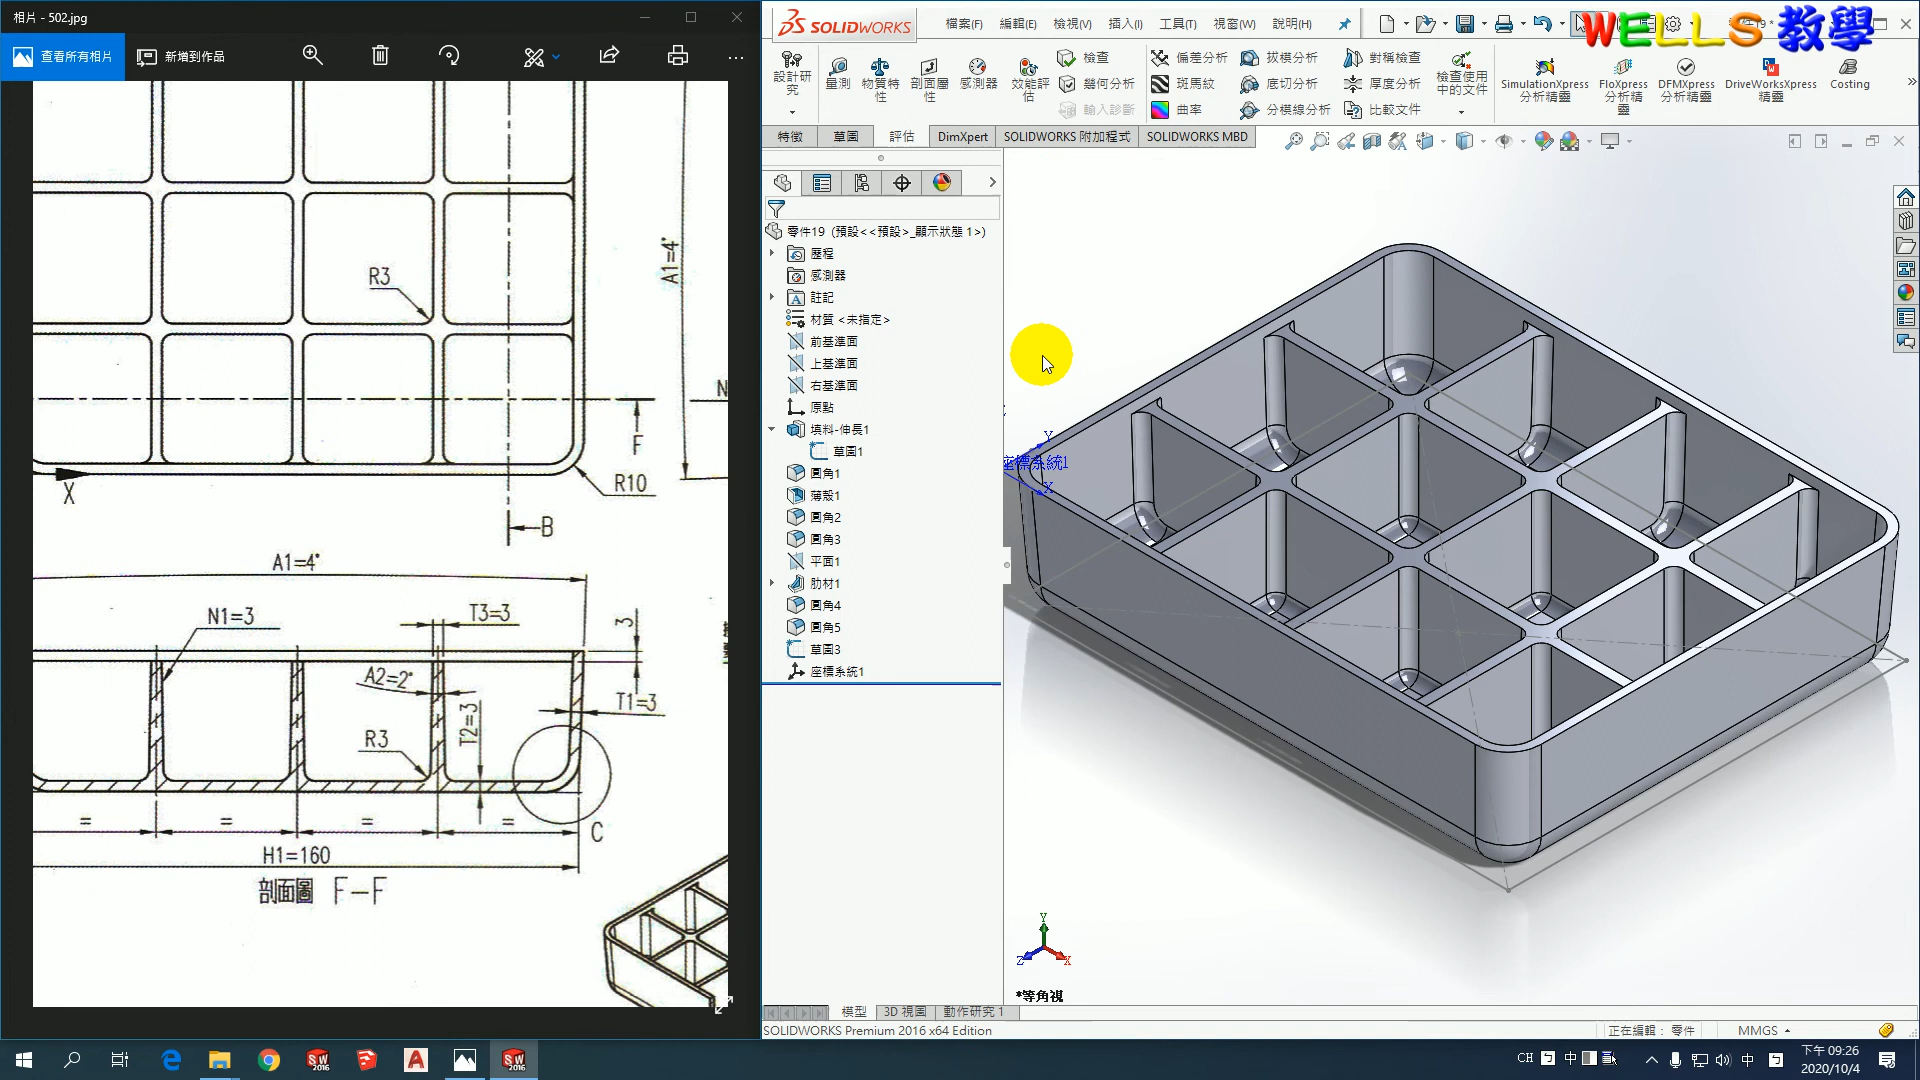 相片 - 502.jpg
查看所有相片
新增到作品
R3
A1=4°
N
F
X
R10
B
A1=4°
N1=3
T3=3
3
A2=2°
T1=3
R3
T2=3
= = = =
C
H1=160
剖面圖 F-F
SOLIDWORKS
檔案(F) 編輯(E) 檢視(V) 插入(I) 工具(T) 視窗(W) 說明(H)
WELLS 教學
設計研究
量測
物質特性
剖面屬性
感測器
效能評估
檢查
幾何分析
輸入診斷
偏差分析
斑馬紋
曲率
拔模分析
底切分析
分模線分析
對稱檢查
厚度分析
比較文件
檢查使用中的文件
SimulationXpress 分析精靈
FloXpress 分析精靈
DFMXpress 分析精靈
DriveWorksXpress 精靈
Costing
特徵 草圖 評估 DimXpert SOLIDWORKS 附加程式 SOLIDWORKS MBD
零件19 (預設<<預設>_顯示狀態 1>)
歷程
感測器
註記
材質 <未指定>
前基準面
上基準面
右基準面
原點
填料-伸長1
草圖1
圓角1
薄殼1
圓角2
圓角3
平面1
肋材1
圓角4
圓角5
草圖3
座標系統1
Y
座標系統1
X
Y
Z
X
*等角視
模型 3D 視圖 動作研究 1
SOLIDWORKS Premium 2016 x64 Edition
正在編輯： 零件
MMGS
CH
中
中
下午 09:26
2020/10/4